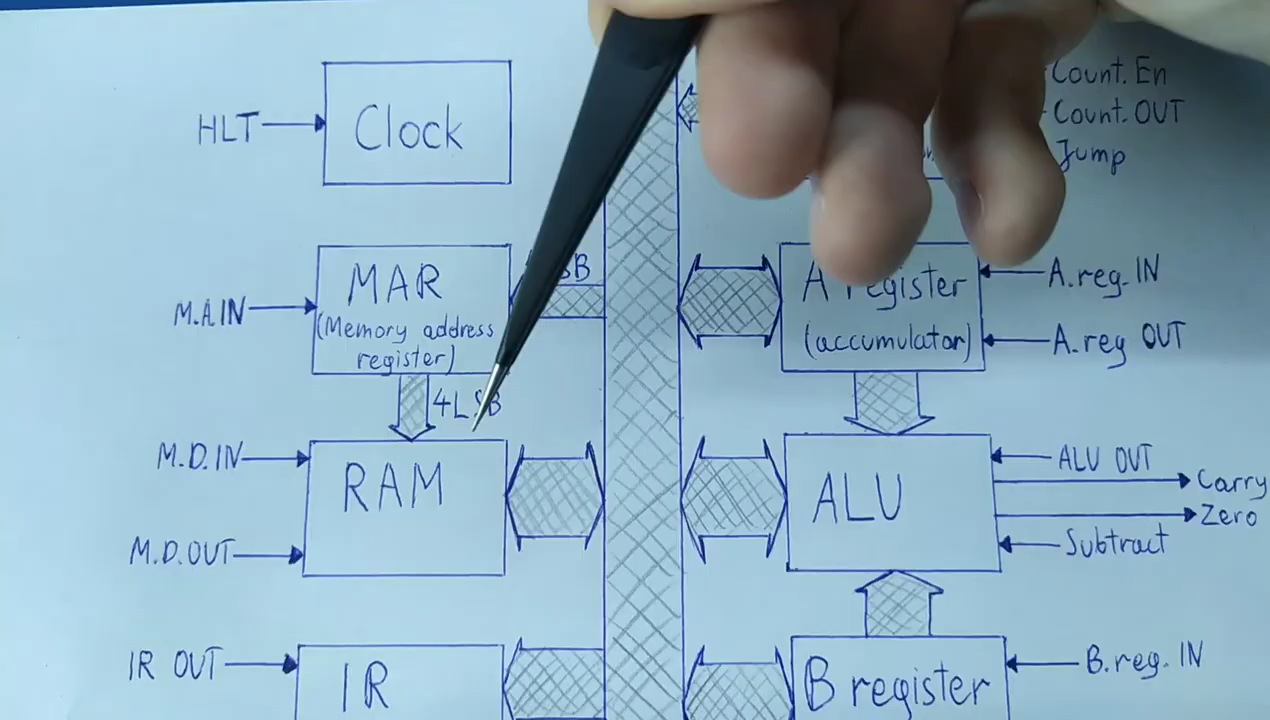 HLT
Clock
Count.En
Count.OUT
Jump
M.A.IN
MAR
(Memory address
register)
A register
(accumulator)
A.reg.IN
A.reg OUT
4LSB
M.D.IN
RAM
M.D.OUT
ALU
ALU OUT
Carry
Zero
Subtract
IR OUT
IR
B register
B.reg.IN